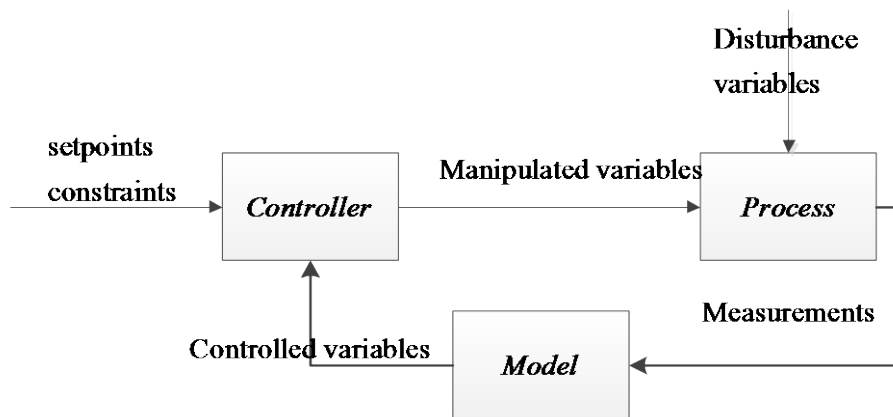 Disturbance
variables
setpoints
constraints
Controller
Manipulated variables
Process
Measurements
Controlled variables
Model